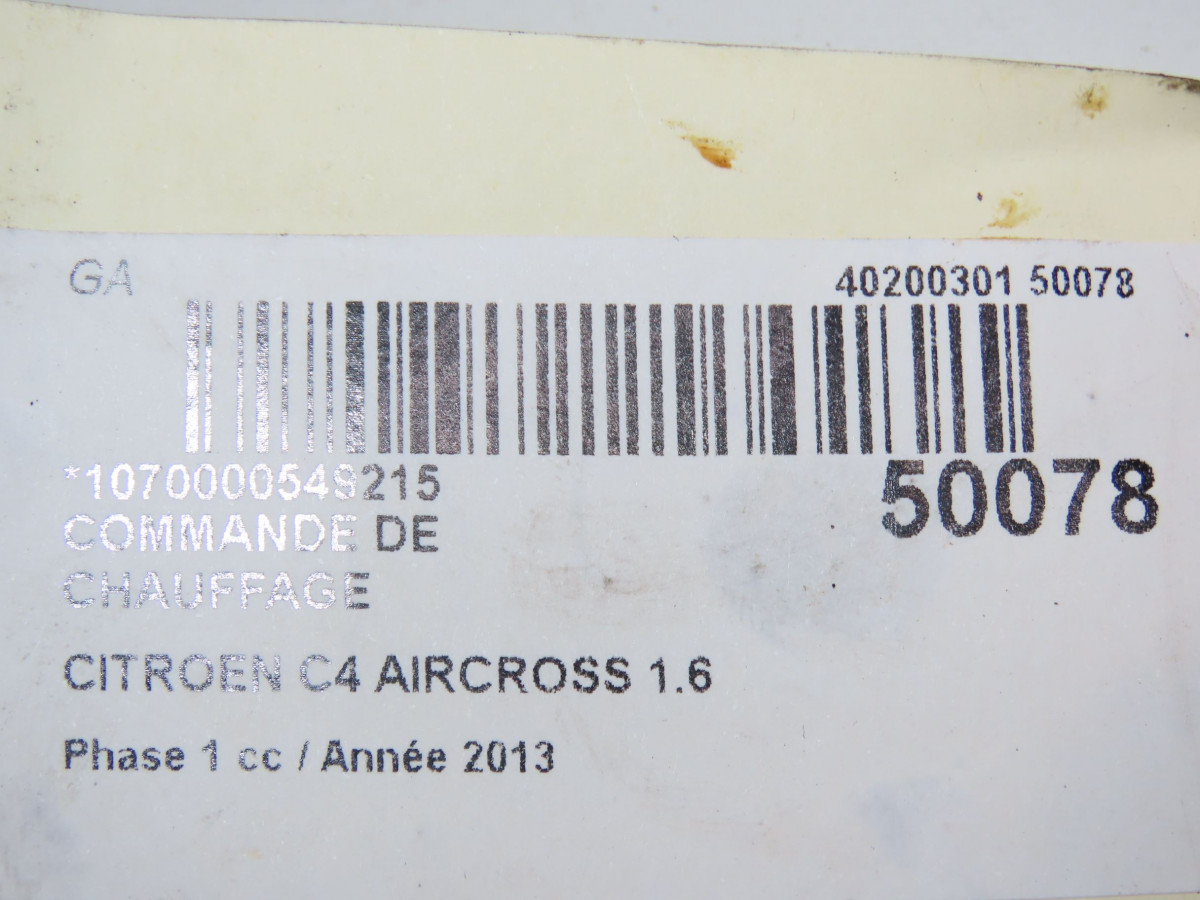 GA
40200301 50078
*1070000549215
50078
COMMANDE DE
CHAUFFAGE
CITROEN C4 AIRCROSS 1.6
Phase 1 cc / Année 2013